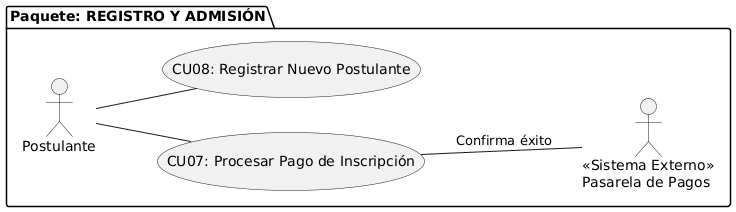 Paquete: REGISTRO Y ADMISIÓN
CU08: Registrar Nuevo Postulante
Postulante
CU07: Procesar Pago de Inscripción
Confirma éxito
«Sistema Externo»
Pasarela de Pagos